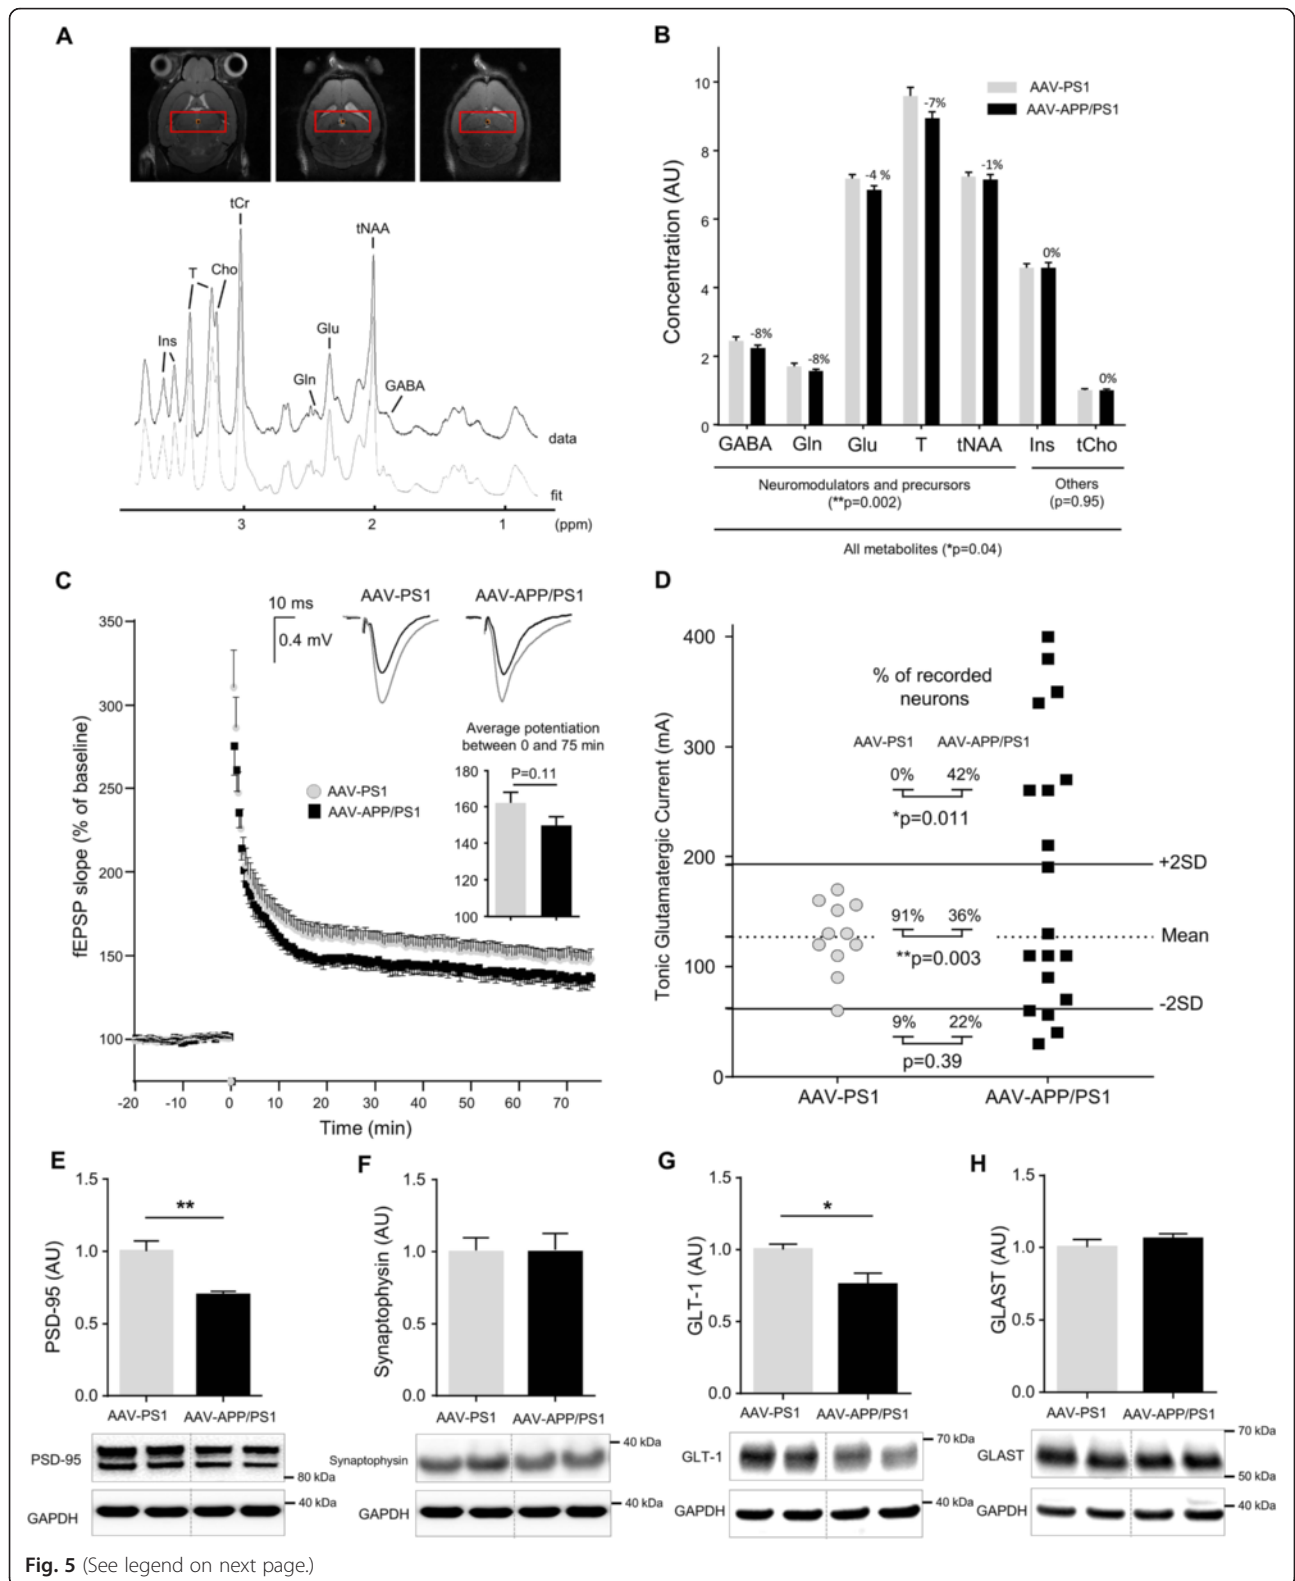 A
tCr
tNAA
T
Cho
Ins
Glu
Gln
GABA
data
fit
3
2
1
(ppm)
B
Concentration (AU)
10
8
6
4
2
0
AAV-PS1
AAV-APP/PS1
-8%
-8%
-4 %
-7%
-1%
0%
0%
GABA
Gln
Glu
T
tNAA
Ins
tCho
Neuromodulators and precursors
(**p=0.002)
Others
(p=0.95)
All metabolites (*p=0.04)
C
fEPSP slope (% of baseline)
350
300
250
200
150
100
-20
-10
0
10
20
30
40
50
60
70
Time (min)
10 ms
0.4 mV
AAV-PS1
AAV-APP/PS1
AAV-PS1
AAV-APP/PS1
Average potentiation
between 0 and 75 min
P=0.11
180
160
140
120
100
D
Tonic Glutamatergic Current (mA)
400
300
200
100
0
% of recorded
neurons
AAV-PS1
AAV-APP/PS1
0%
42%
*p=0.011
+2SD
91%
36%
**p=0.003
Mean
-2SD
9%
22%
p=0.39
AAV-PS1
AAV-APP/PS1
E
PSD-95 (AU)
1.5
1.0
0.5
0.0
**
AAV-PS1
AAV-APP/PS1
PSD-95
80 kDa
GAPDH
40 kDa
F
Synaptophysin (AU)
1.5
1.0
0.5
0.0
AAV-PS1
AAV-APP/PS1
Synaptophysin
40 kDa
GAPDH
40 kDa
G
GLT-1 (AU)
1.5
1.0
0.5
0.0
*
AAV-PS1
AAV-APP/PS1
GLT-1
70 kDa
GAPDH
40 kDa
H
GLAST (AU)
1.5
1.0
0.5
0.0
AAV-PS1
AAV-APP/PS1
GLAST
70 kDa
50 kDa
GAPDH
40 kDa
Fig. 5 (See legend on next page.)